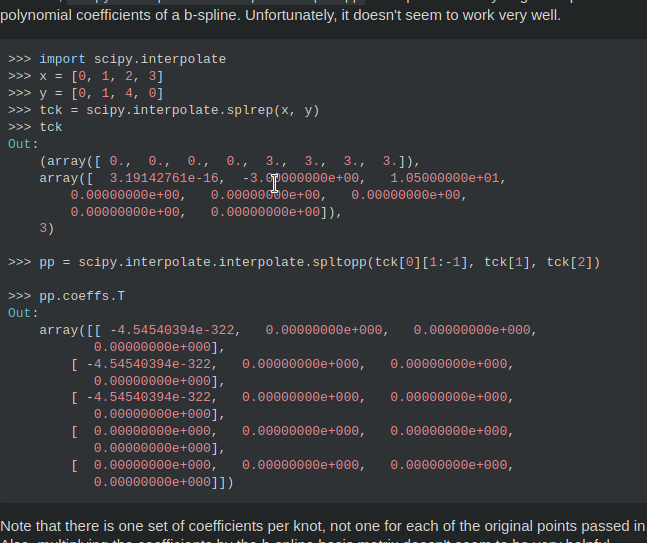 polynomial coefficients of a b-spline. Unfortunately, it doesn't seem to work very well.
>>> import scipy.interpolate
>>> x = [0, 1, 2, 3]
>>> y = [0, 1, 4, 0]
>>> tck = scipy.interpolate.splrep(x, y)
>>> tck
Out:
(array([ 0., 0., 0., 0., 3., 3., 3., 3.]),
array([ 3.19142761e-16, -3.00000000e+00, 1.05000000e+01,
0.00000000e+00, 0.00000000e+00, 0.00000000e+00,
0.00000000e+00, 0.00000000e+00]),
3)
>>> pp = scipy.interpolate.interpolate.spltopp(tck[0][1:-1], tck[1], tck[2])
>>> pp.coeffs.T
Out:
array([[ -4.54540394e-322, 0.00000000e+000, 0.00000000e+000,
0.00000000e+000],
[ -4.54540394e-322, 0.00000000e+000, 0.00000000e+000,
0.00000000e+000],
[ -4.54540394e-322, 0.00000000e+000, 0.00000000e+000,
0.00000000e+000],
[ 0.00000000e+000, 0.00000000e+000, 0.00000000e+000,
0.00000000e+000],
[ 0.00000000e+000, 0.00000000e+000, 0.00000000e+000,
0.00000000e+000]])
Note that there is one set of coefficients per knot, not one for each of the original points passed in